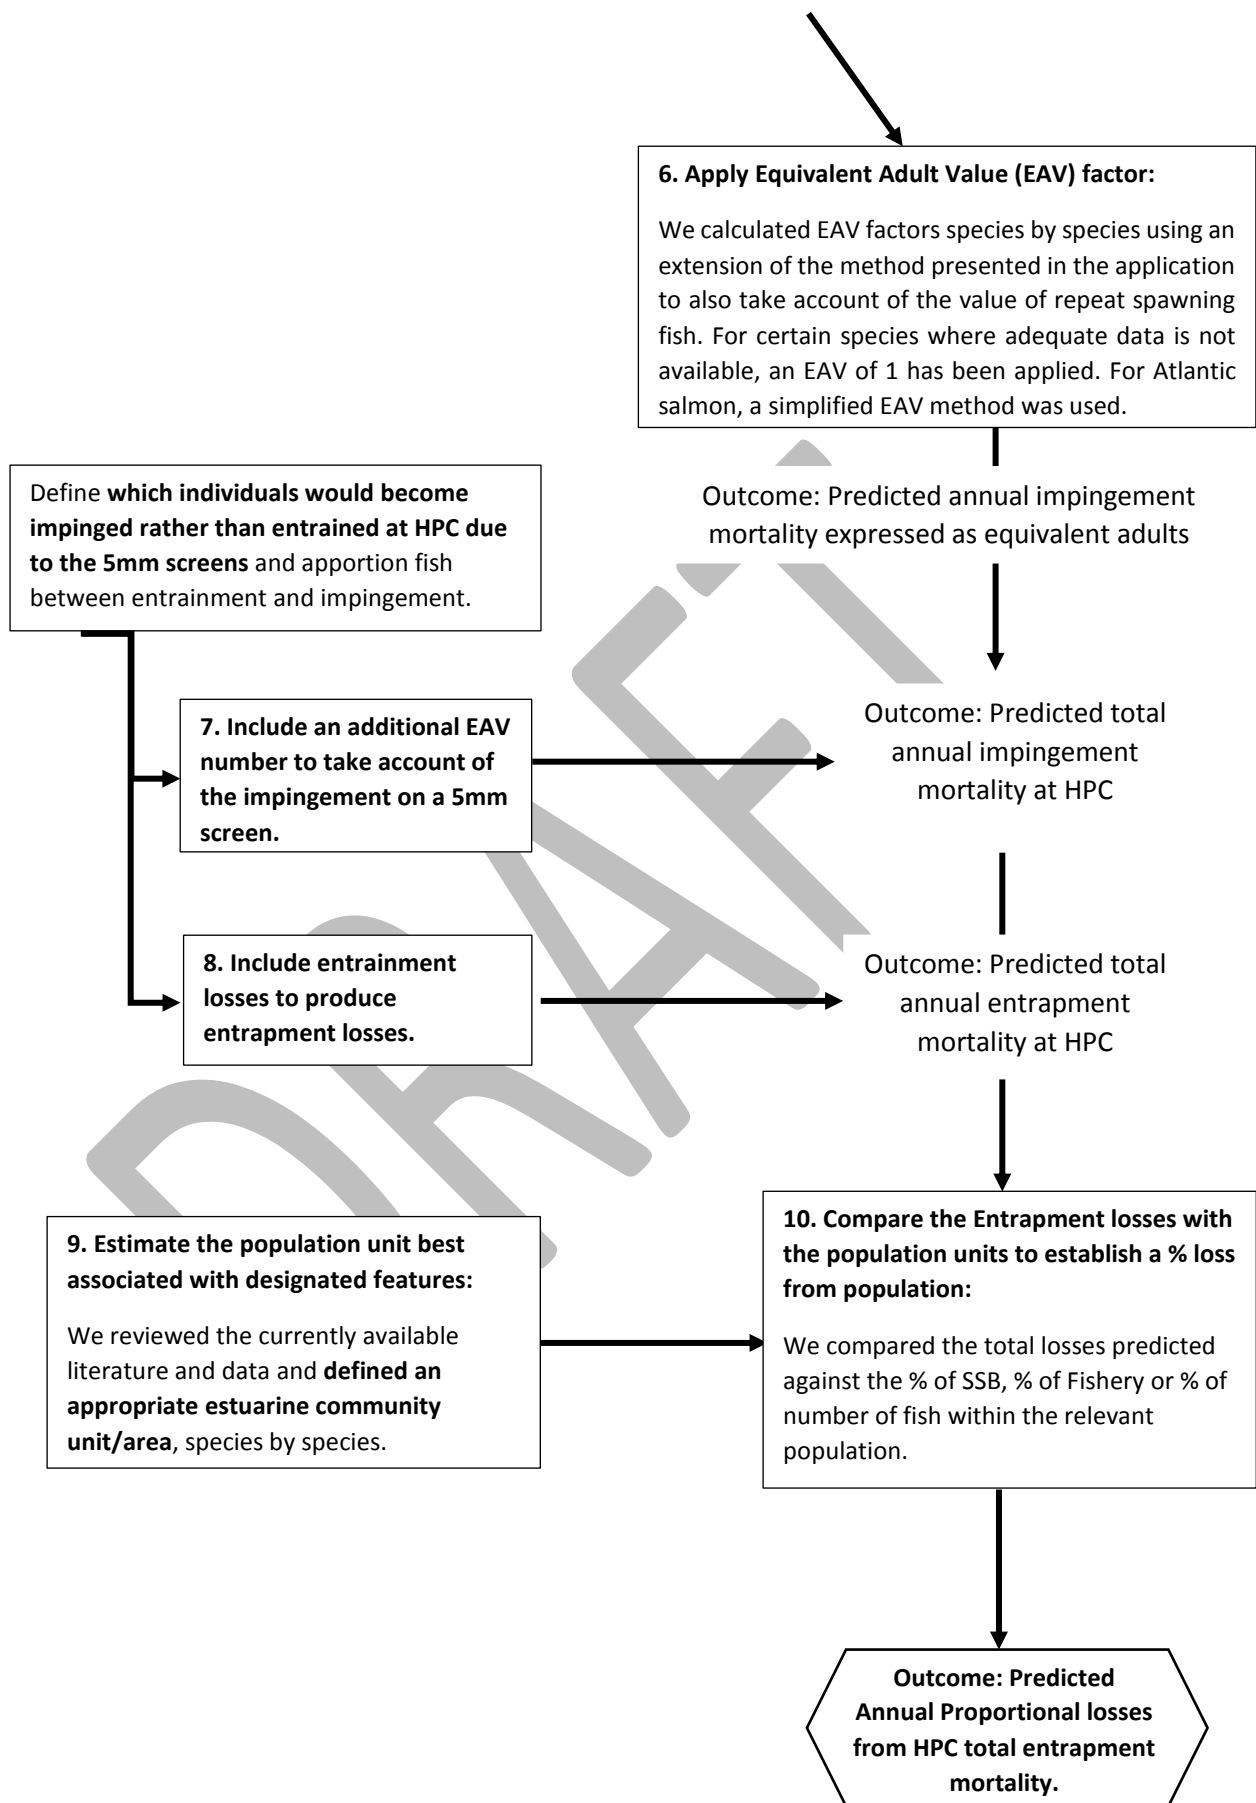 6. Apply Equivalent Adult Value (EAV) factor:
We calculated EAV factors species by species using an
extension of the method presented in the application
to also take account of the value of repeat spawning
fish. For certain species where adequate data is not
available, an EAV of 1 has been applied. For Atlantic
salmon, a simplified EAV method was used.
Outcome: Predicted annual impingement
mortality expressed as equivalent adults
Define which individuals would become
impinged rather than entrained at HPC due
to the 5mm screens and apportion fish
between entrainment and impingement.
7. Include an additional EAV
number to take account of
the impingement on a 5mm
screen.
Outcome: Predicted total
annual impingement
mortality at HPC
8. Include entrainment
losses to produce
entrapment losses.
Outcome: Predicted total
annual entrapment
mortality at HPC
9. Estimate the population unit best
associated with designated features:
We reviewed the currently available
literature and data and defined an
appropriate estuarine community
unit/area, species by species.
10. Compare the Entrapment losses with
the population units to establish a % loss
from population:
We compared the total losses predicted
against the % of SSB, % of Fishery or % of
number of fish within the relevant
population.
Outcome: Predicted
Annual Proportional losses
from HPC total entrapment
mortality.
DRAFT